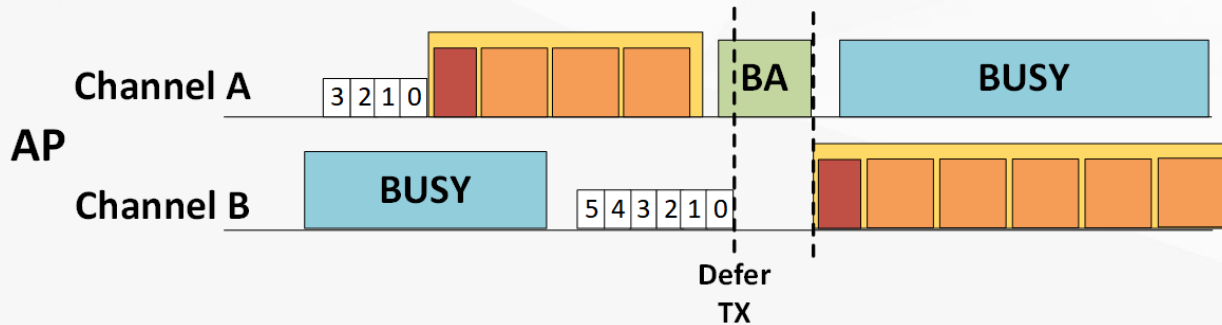 Channel A
3 2 1 0
BA
BUSY
AP
Channel B
BUSY
5 4 3 2 1 0
Defer
TX